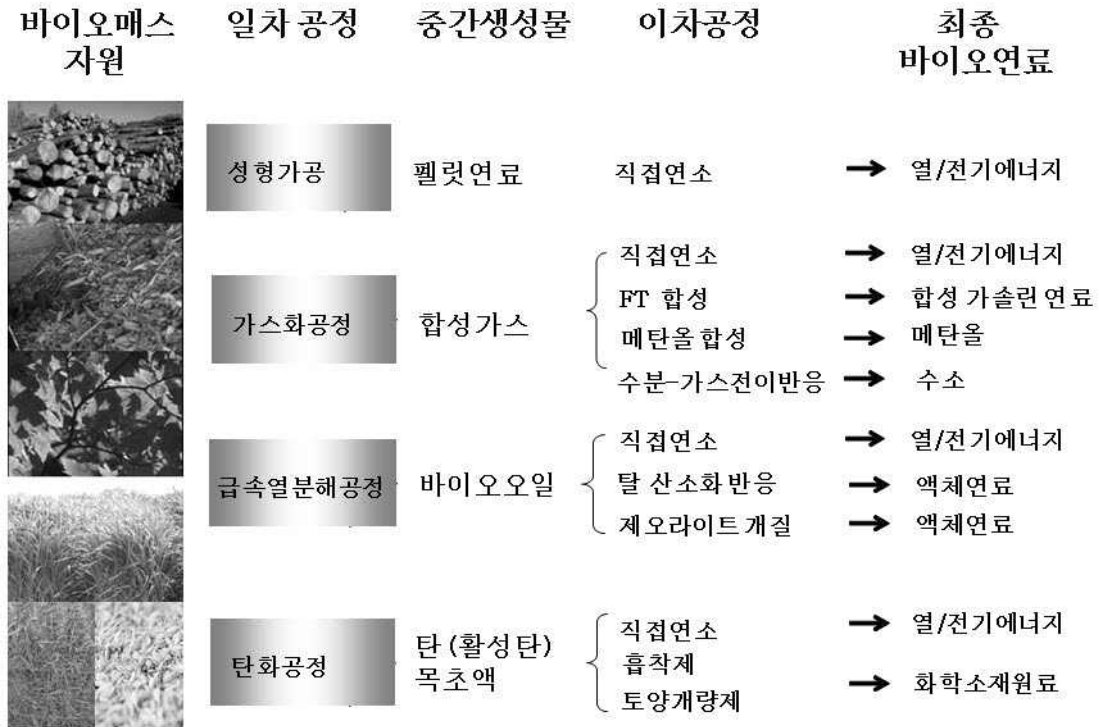 바이오매스 자원
일차 공정
중간생성물
이차공정
최종 바이오연료
성형가공
펠릿연료
직접연소 → 열/전기에너지
가스화공정
합성가스
직접연소 → 열/전기에너지
FT 합성 → 합성 가솔린 연료
메탄올 합성 → 메탄올
수분-가스전이반응 → 수소
급속열분해공정
바이오오일
직접연소 → 열/전기에너지
탈 산소화 반응 → 액체연료
제오라이트 개질 → 액체연료
탄화공정
탄 (활성탄)
목초액
직접연소 → 열/전기에너지
흡착제
토양개량제 → 화학소재원료